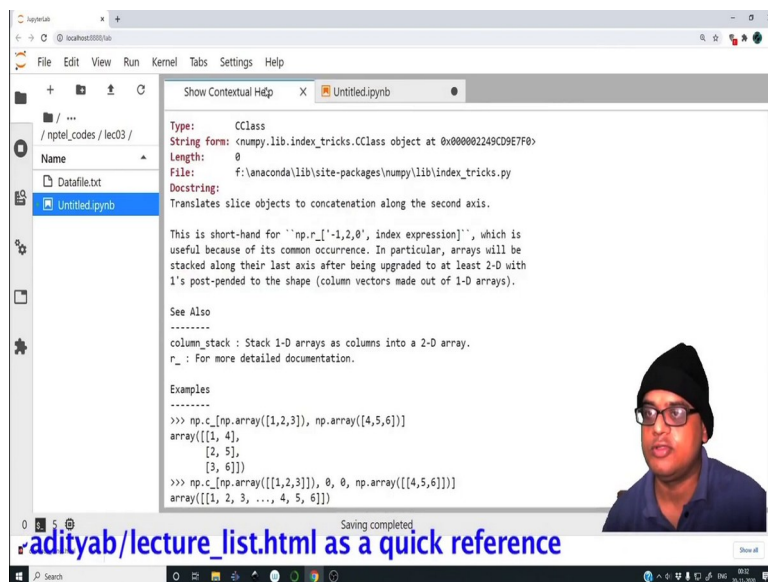 JupyterLab
localhost:8888/lab
File Edit View Run Kernel Tabs Settings Help
Show Contextual Help
Untitled.ipynb
/ ...
/ nptel_codes / lec03 /
Name
Datafile.txt
Untitled.ipynb
Type: CClass
String form: <numpy.lib.index_tricks.CClass object at 0x000002249CD9E7F0>
Length: 0
File: f:\anaconda\lib\site-packages\numpy\lib\index_tricks.py
Docstring:
Translates slice objects to concatenation along the second axis.
This is short-hand for ``np.r_['-1,2,0', index expression]``, which is
useful because of its common occurrence. In particular, arrays will be
stacked along their last axis after being upgraded to at least 2-D with
1's post-pended to the shape (column vectors made out of 1-D arrays).
See Also
--------
column_stack : Stack 1-D arrays as columns into a 2-D array.
r_ : For more detailed documentation.
Examples
--------
>>> np.c_[np.array([1,2,3]), np.array([4,5,6])]
array([[1, 4],
[2, 5],
[3, 6]])
>>> np.c_[np.array([[1,2,3]]), 0, 0, np.array([[4,5,6]])]
array([[1, 2, 3, ..., 4, 5, 6]])
0 5 Saving completed
adityab/lecture_list.html as a quick reference
Show all
Search
ENG
00:32
20-11-2020